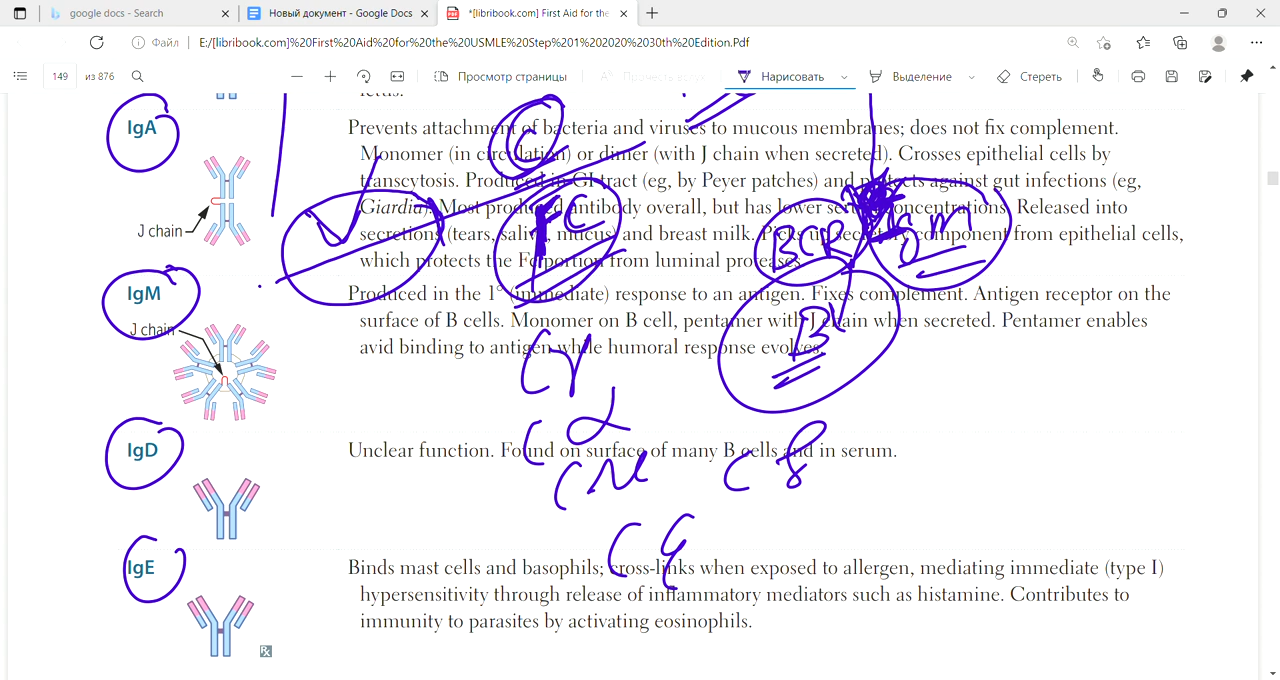 google docs - Search
Новый документ - Google Docs
*[libribook.com] First Aid for the
Файл
E:/[libribook.com]%20First%20Aid%20for%20the%20USMLE%20Step%201%202020%2030th%20Edition.Pdf
149 из 876
Просмотр страницы
Прочесть вслух
Нарисовать
Выделение
Стереть
fetus.
IgA
Prevents attachment of bacteria and viruses to mucous membranes; does not fix complement.
Monomer (in circulation) or dimer (with J chain when secreted). Crosses epithelial cells by
transcytosis. Produced in GI tract (eg, by Peyer patches) and protects against gut infections (eg,
Giardia). Most produced antibody overall, but has lower serum concentrations. Released into
secretions (tears, saliva, mucus) and breast milk. Picks up secretory component from epithelial cells,
which protects the Fc portion from luminal proteases.
J chain
C
FC
BCR
B
IgM
Produced in the 1° (immediate) response to an antigen. Fixes complement. Antigen receptor on the
surface of B cells. Monomer on B cell, pentamer with J chain when secreted. Pentamer enables
avid binding to antigen while humoral response evolves.
J chain
Cγ
Cα
Cμ
Cδ
Cε
IgD
Unclear function. Found on surface of many B cells and in serum.
IgE
Binds mast cells and basophils; cross-links when exposed to allergen, mediating immediate (type I)
hypersensitivity through release of inflammatory mediators such as histamine. Contributes to
immunity to parasites by activating eosinophils.